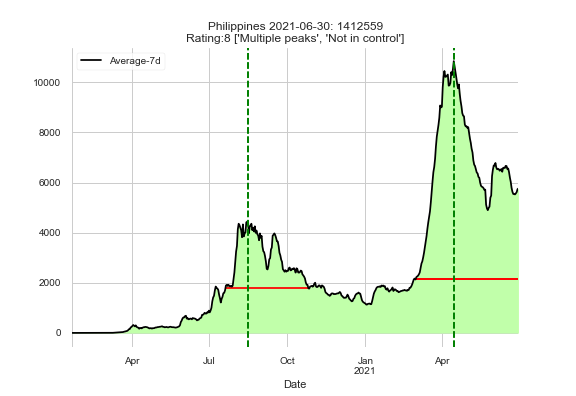 Philippines 2021-06-30: 1412559
Rating:8 ['Multiple peaks', 'Not in control']
Average-7d
10000
8000
6000
4000
2000
0
Apr
Jul
Oct
Jan
2021
Apr
Date